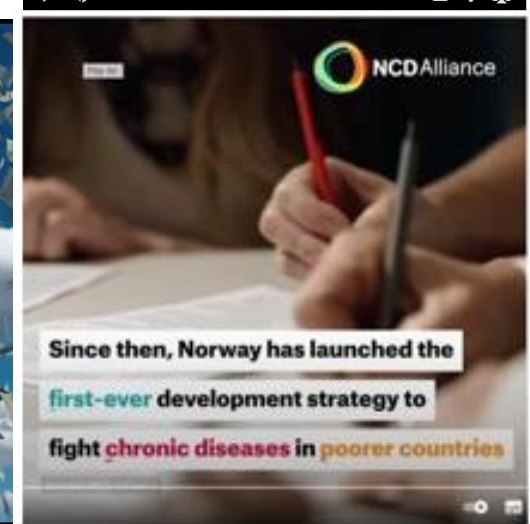 NCDAlliance
Since then, Norway has launched the
first-ever development strategy to
fight chronic diseases in poorer countries